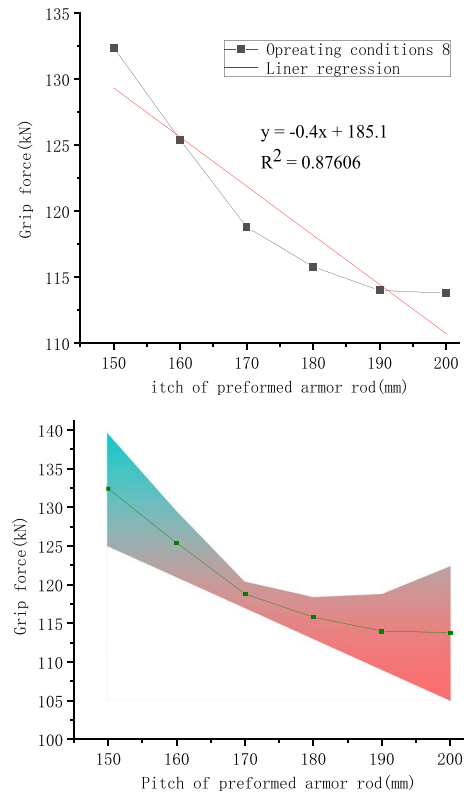 135
130
125
120
115
110
Grip force(kN)
Opreating conditions 8
Liner regression
y = -0.4x + 185.1
R2 = 0.87606
150 160 170 180 190 200
itch of preformed armor rod(mm)
140
135
130
125
120
115
110
105
100
Grip force(kN)
150 160 170 180 190 200
Pitch of preformed armor rod(mm)